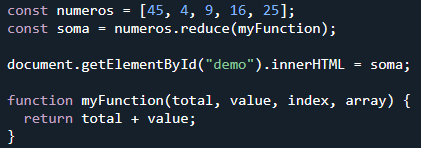 const numeros = [45, 4, 9, 16, 25];
const soma = numeros.reduce(myFunction);
document.getElementById("demo").innerHTML = soma;
function myFunction(total, value, index, array) {
  return total + value;
}